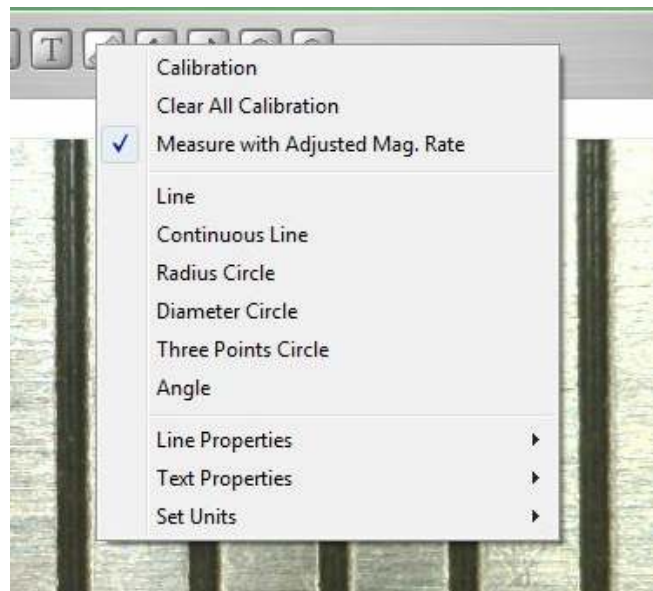 T
Calibration
Clear All Calibration
Measure with Adjusted Mag. Rate
Line
Continuous Line
Radius Circle
Diameter Circle
Three Points Circle
Angle
Line Properties
Text Properties
Set Units